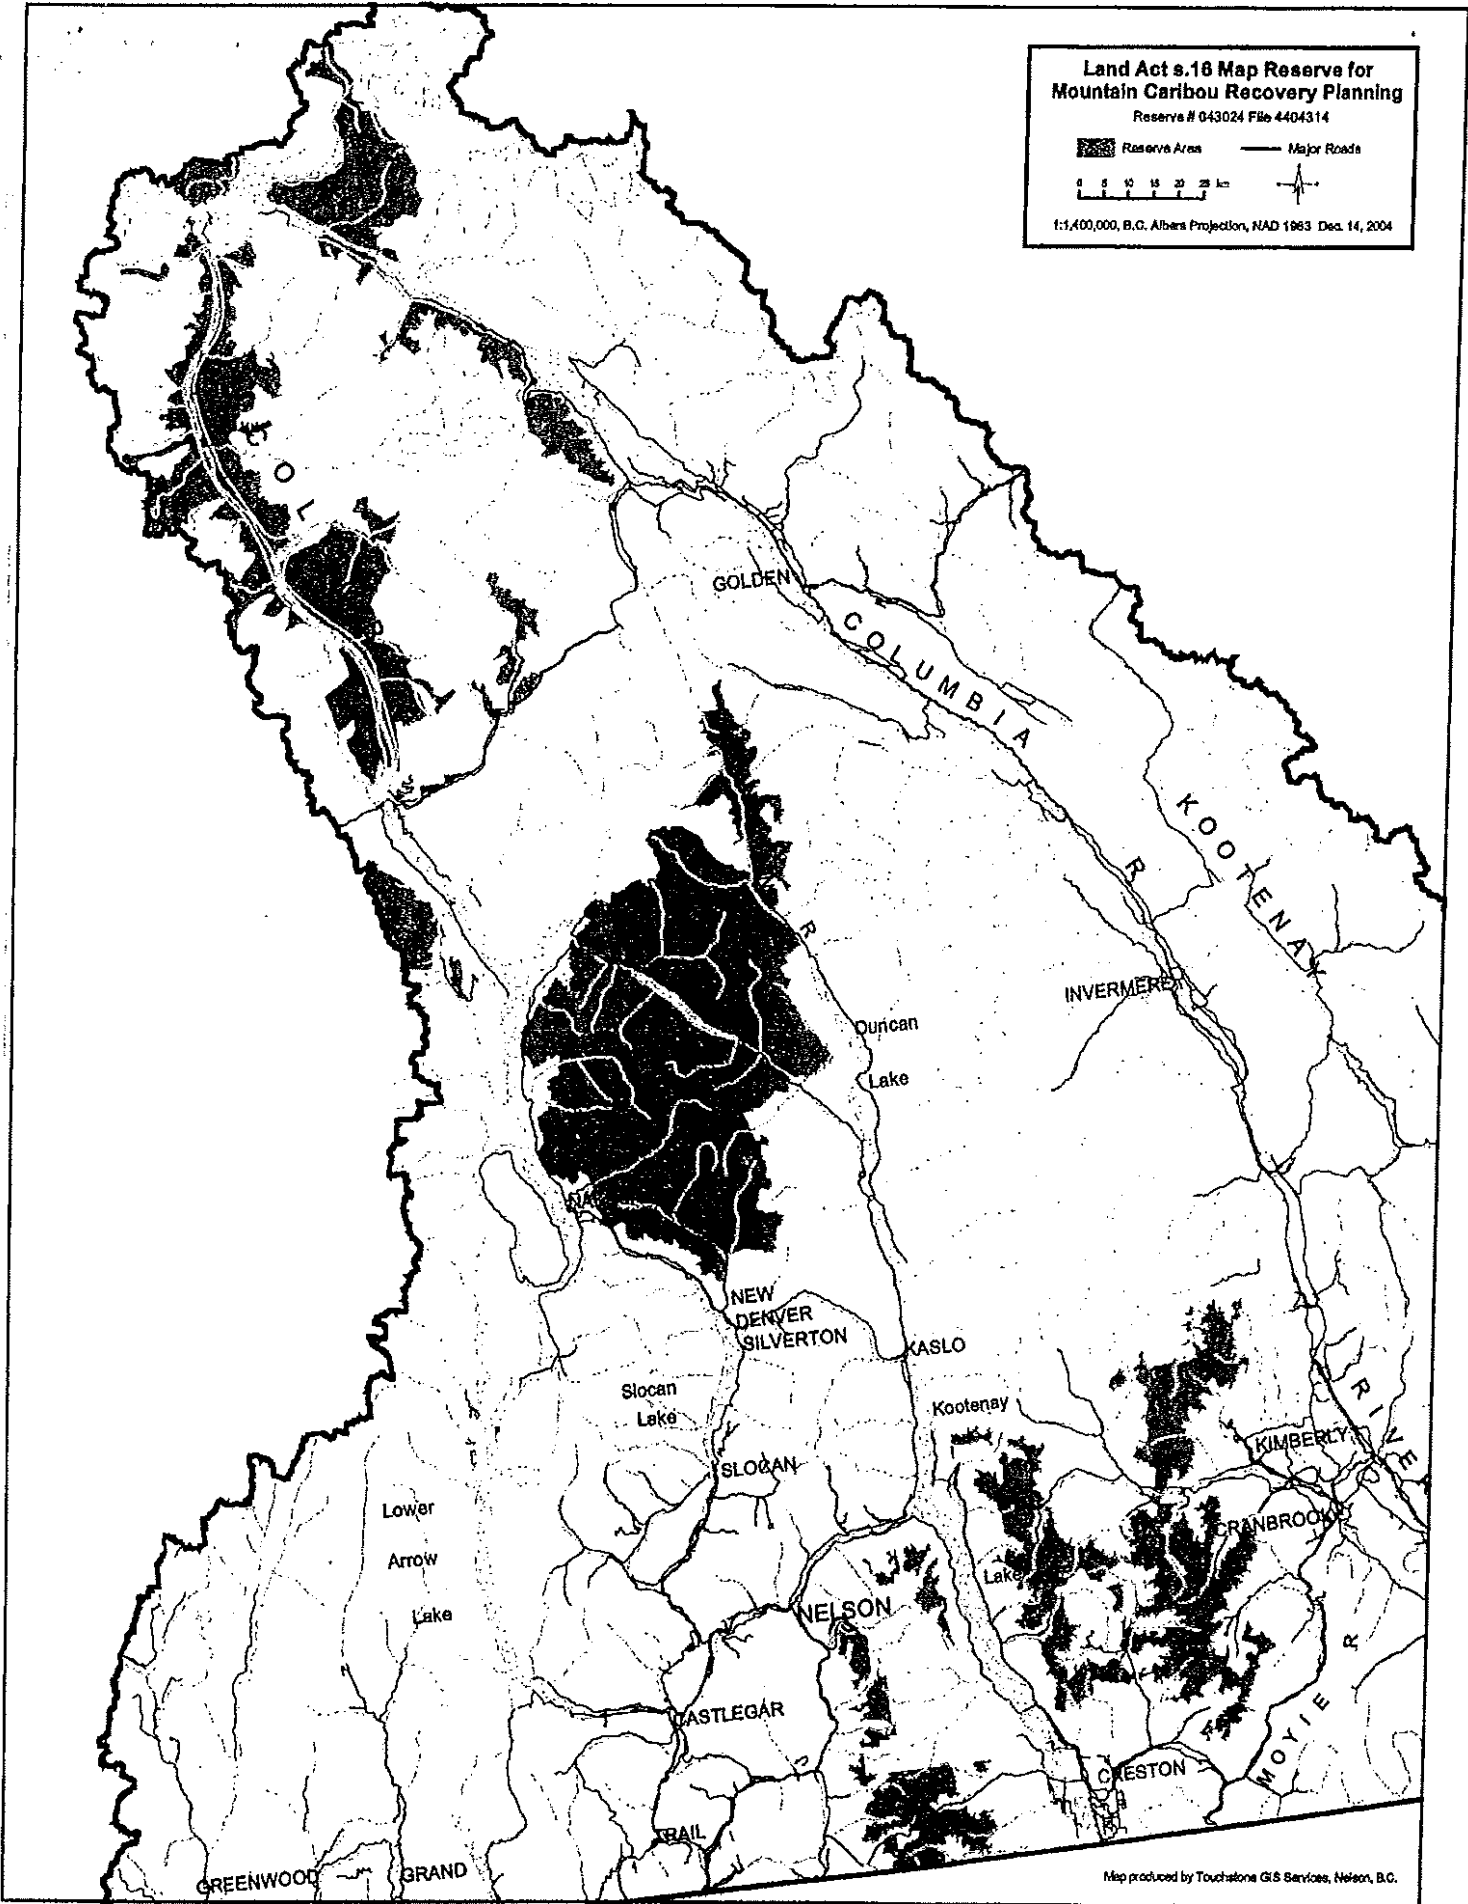 Land Act s.16 Map Reserve for
Mountain Caribou Recovery Planning
Reserve # 043024 File 4404314
Reserve Area
Major Roads
0 5 10 15 20 25 km
1:1,400,000, B.C. Albers Projection, NAD 1983 Dec. 14, 2004
C O L
GOLDEN
COLUMBIA
R
KOOTENAY
R
INVERMERE
Duncan
Lake
NEW
DENVER
SILVERTON
KASLO
Slocan
Lake
Kootenay
RIVER
KIMBERLY
SLOCAN
Lower
CRANBROOK
Arrow
Lake
Lake
NELSON
R
CASTLEGAR
MOYIE
CRESTON
TRAIL
GREENWOOD
GRAND
Map produced by Touchstone GIS Services, Nelson, B.C.